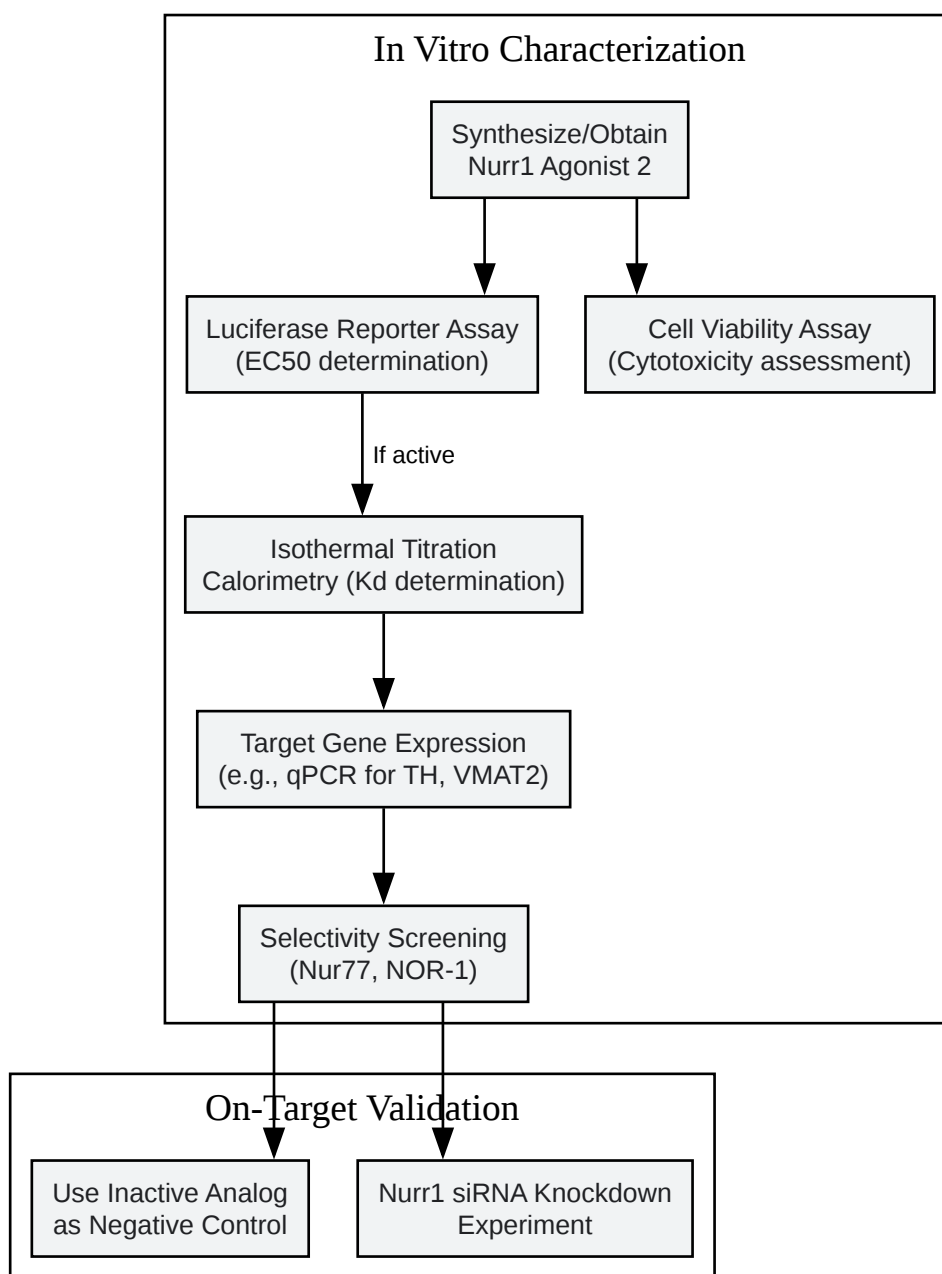 In Vitro Characterization
Synthesize/Obtain
Nurr1 Agonist 2
Luciferase Reporter Assay
(EC50 determination)
Cell Viability Assay
(Cytotoxicity assessment)
If active
Isothermal Titration
Calorimetry (Kd determination)
Target Gene Expression
(e.g., qPCR for TH, VMAT2)
Selectivity Screening
(Nur77, NOR-1)
On-Target Validation
Use Inactive Analog
as Negative Control
Nurr1 siRNA Knockdown
Experiment